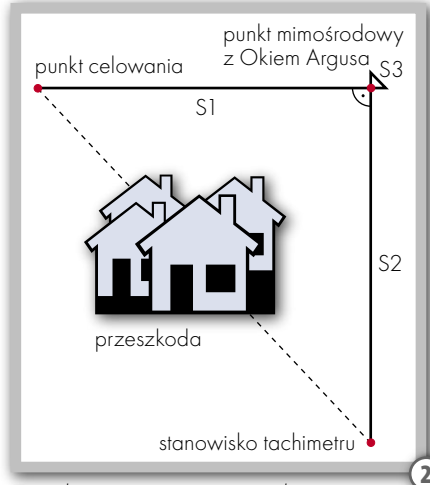 punkt mimośrodowy
z Okiem Argusa
punkt celowania
S3
S1
S2
przeszkoda
stanowisko tachimetru
2